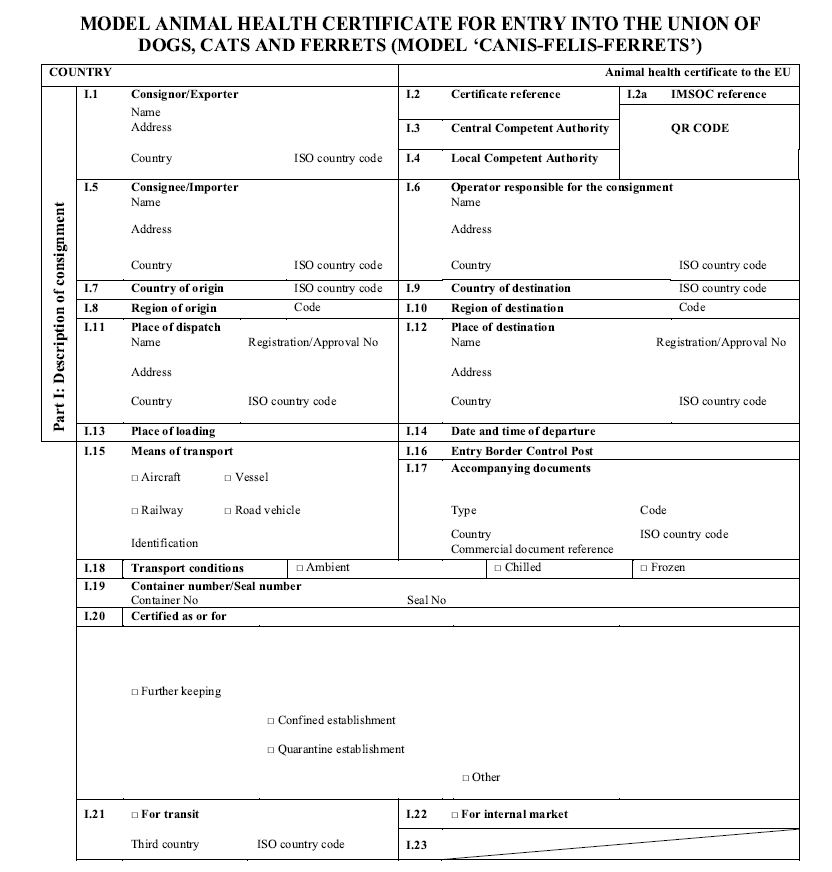 MODEL ANIMAL HEALTH CERTIFICATE FOR ENTRY INTO THE UNION OF
DOGS, CATS AND FERRETS (MODEL ‘CANIS-FELIS-FERRETS’)
COUNTRY Animal health certificate to the EU
Part I: Description of consignment
I.1 Consignor/Exporter
Name
Address
Country ISO country code
I.2 Certificate reference
I.2a IMSOC reference
I.3 Central Competent Authority
QR CODE
I.4 Local Competent Authority
I.5 Consignee/Importer
Name
Address
Country ISO country code
I.6 Operator responsible for the consignment
Name
Address
Country ISO country code
I.7 Country of origin ISO country code
I.9 Country of destination ISO country code
I.8 Region of origin Code
I.10 Region of destination Code
I.11 Place of dispatch
Name Registration/Approval No
Address
Country ISO country code
I.12 Place of destination
Name Registration/Approval No
Address
Country ISO country code
I.13 Place of loading
I.14 Date and time of departure
I.15 Means of transport
□ Aircraft □ Vessel
□ Railway □ Road vehicle
Identification
I.16 Entry Border Control Post
I.17 Accompanying documents
Type Code
Country ISO country code
Commercial document reference
I.18 Transport conditions □ Ambient □ Chilled □ Frozen
I.19 Container number/Seal number
Container No Seal No
I.20 Certified as or for
□ Further keeping
□ Confined establishment
□ Quarantine establishment
□ Other
I.21 □ For transit
Third country ISO country code
I.22 □ For internal market
I.23